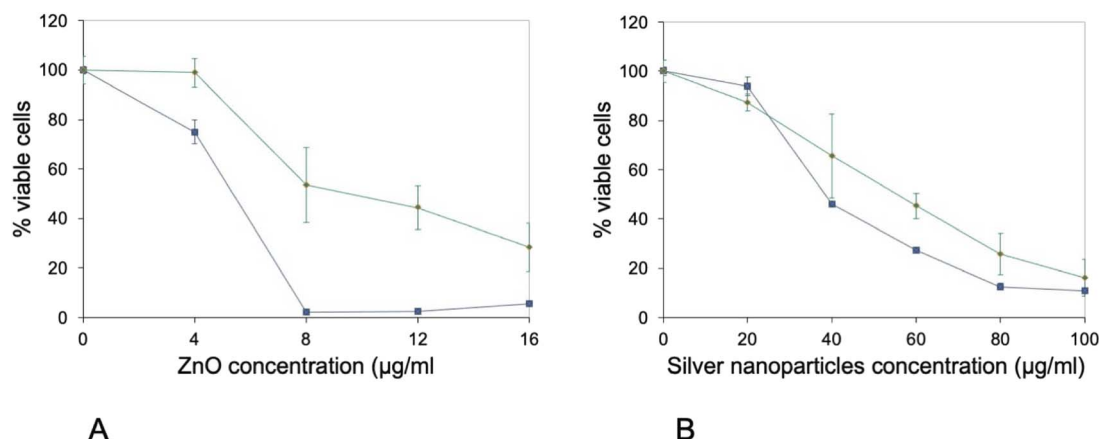 120
100
80
60
40
20
0
% viable cells
0 4 8 12 16
ZnO concentration (µg/ml
A
120
100
80
60
40
20
0
% viable cells
0 20 40 60 80 100
Silver nanoparticles concentration (µg/ml)
B